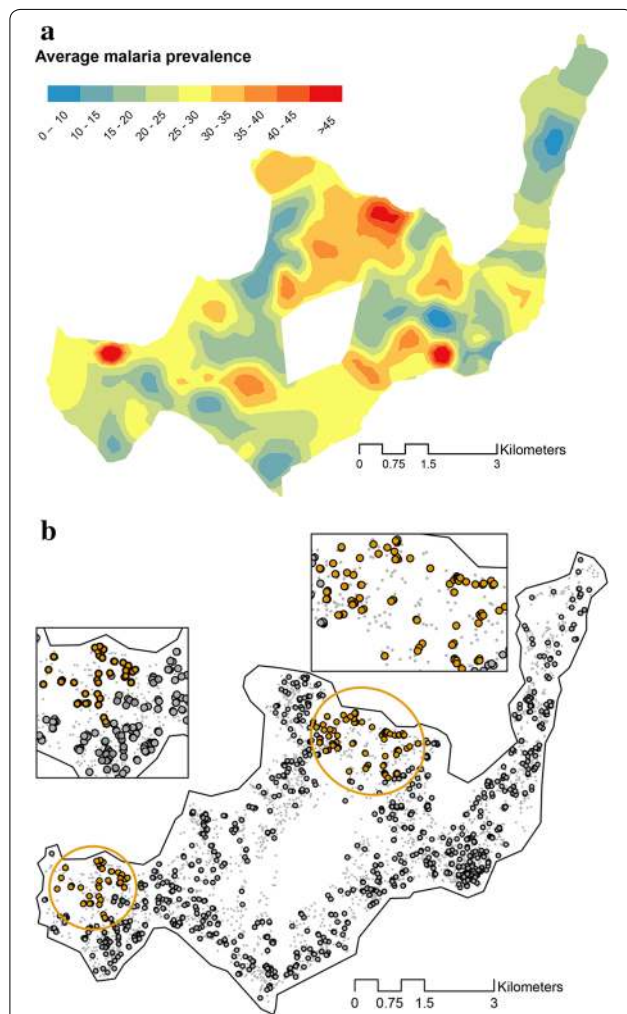 a
Average malaria prevalence
0 – 10
10 - 15
15 - 20
20 - 25
25 - 30
30 - 35
35 - 40
40 - 45
>45
Kilometers
0 0.75 1.5 3
b
Kilometers
0 0.75 1.5 3